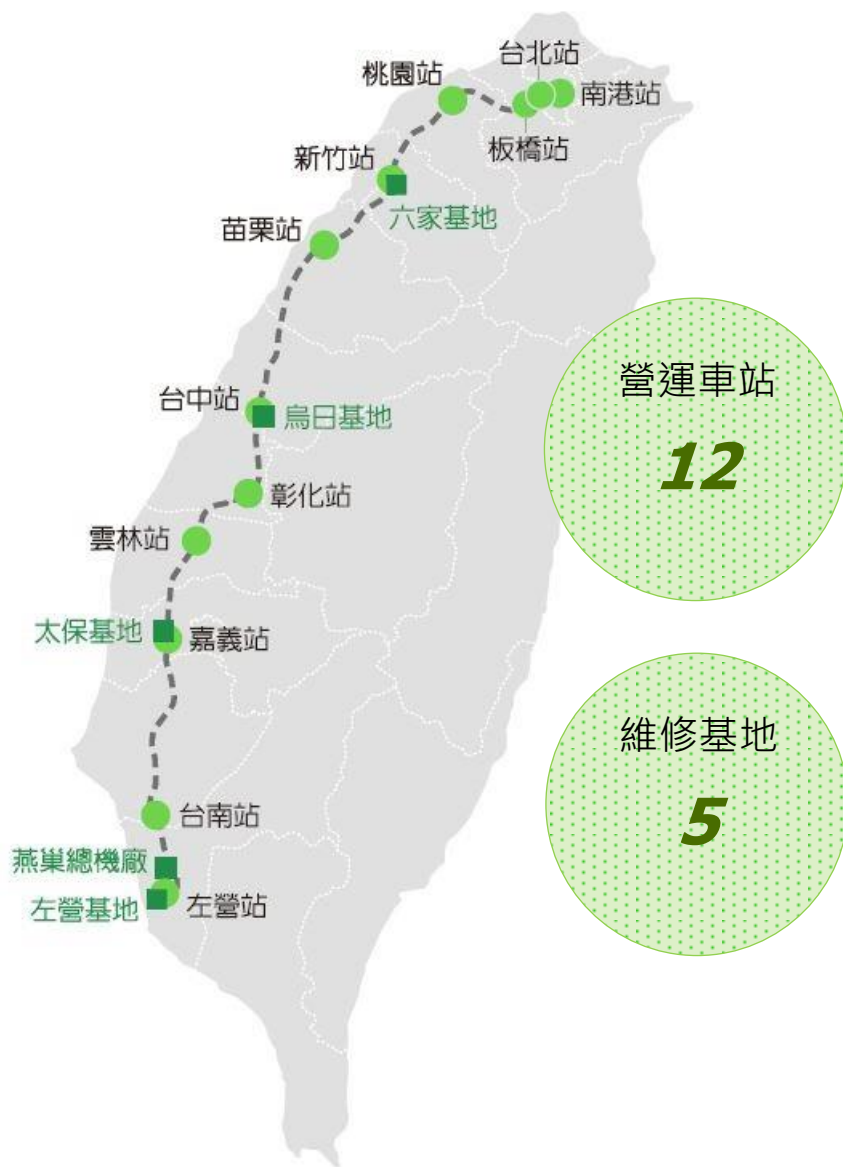 台北站
桃園站
南港站
板橋站
新竹站
六家基地
苗栗站
營運車站
12
台中站
烏日基地
彰化站
雲林站
太保基地
嘉義站
維修基地
5
台南站
燕巢總機廠
左營基地
左營站